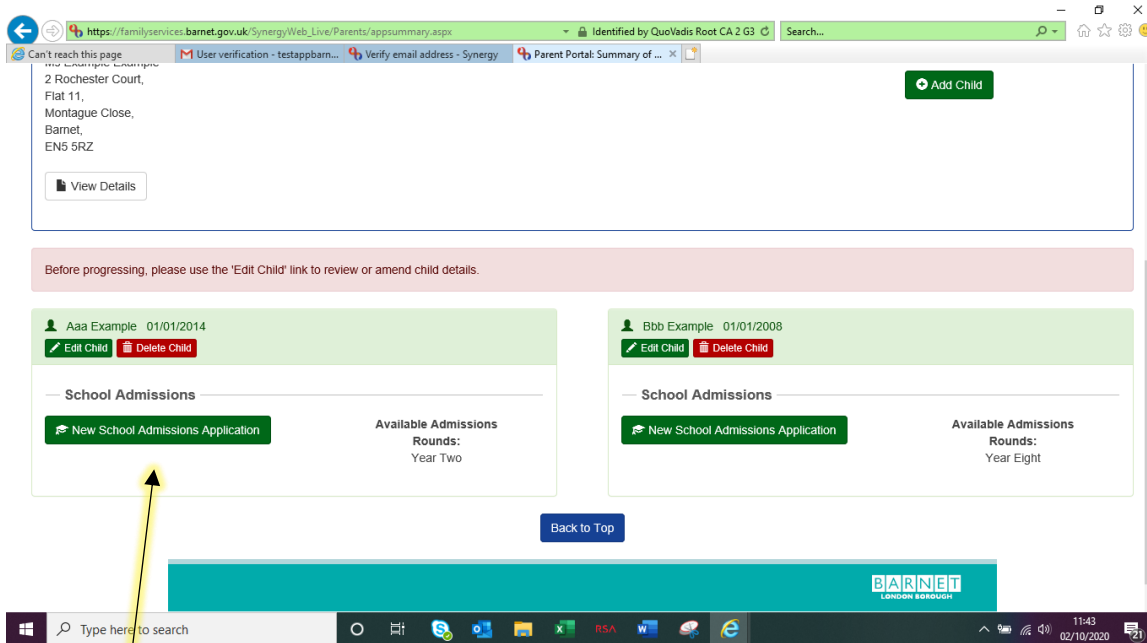 https://familyservices.barnet.gov.uk/SynergyWeb_Live/Parents/appsummary.aspx
Identified by QuoVadis Root CA 2 G3
Search...
Can't reach this page
User verification - testappbarn...
Verify email address - Synergy
Parent Portal: Summary of ...
Ms Example Example
2 Rochester Court,
Flat 11,
Montague Close,
Barnet,
EN5 5RZ
Add Child
View Details
Before progressing, please use the 'Edit Child' link to review or amend child details.
Aaa Example 01/01/2014
Edit Child Delete Child
School Admissions
New School Admissions Application
Available Admissions
Rounds:
Year Two
Bbb Example 01/01/2008
Edit Child Delete Child
School Admissions
New School Admissions Application
Available Admissions
Rounds:
Year Eight
Back to Top
BARNET
LONDON BOROUGH
Type here to search
RSA
11:43
02/10/2020
21